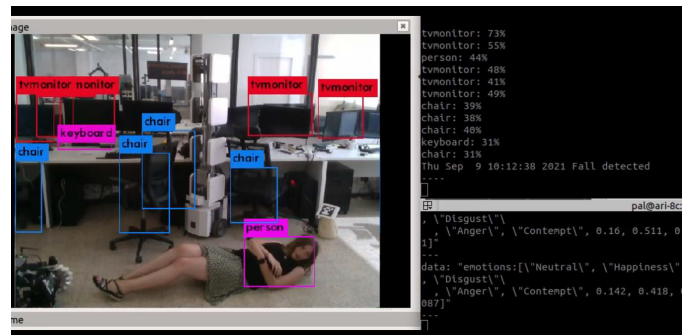 page
tvmonitor
monitor
tvmonitor
tvmonitor
keyboard
chair
chair
chair
chair
person
me
tvmonitor: 73%
tvmonitor: 55%
person: 44%
tvmonitor: 48%
tvmonitor: 41%
tvmonitor: 49%
chair: 39%
chair: 38%
chair: 40%
keyboard: 31%
chair: 31%
Thu Sep  9 10:12:38 2021 Fall detected
----
pal@ari-8c:
, \"Disgust\"\
, \"Anger\", \"Contempt\", 0.16, 0.511, 0
1]"
---
data: "emotions:[\"Neutral\", \"Happiness\"
, \"Disgust\"\
, \"Anger\", \"Contempt\", 0.142, 0.418, 
087]"
---